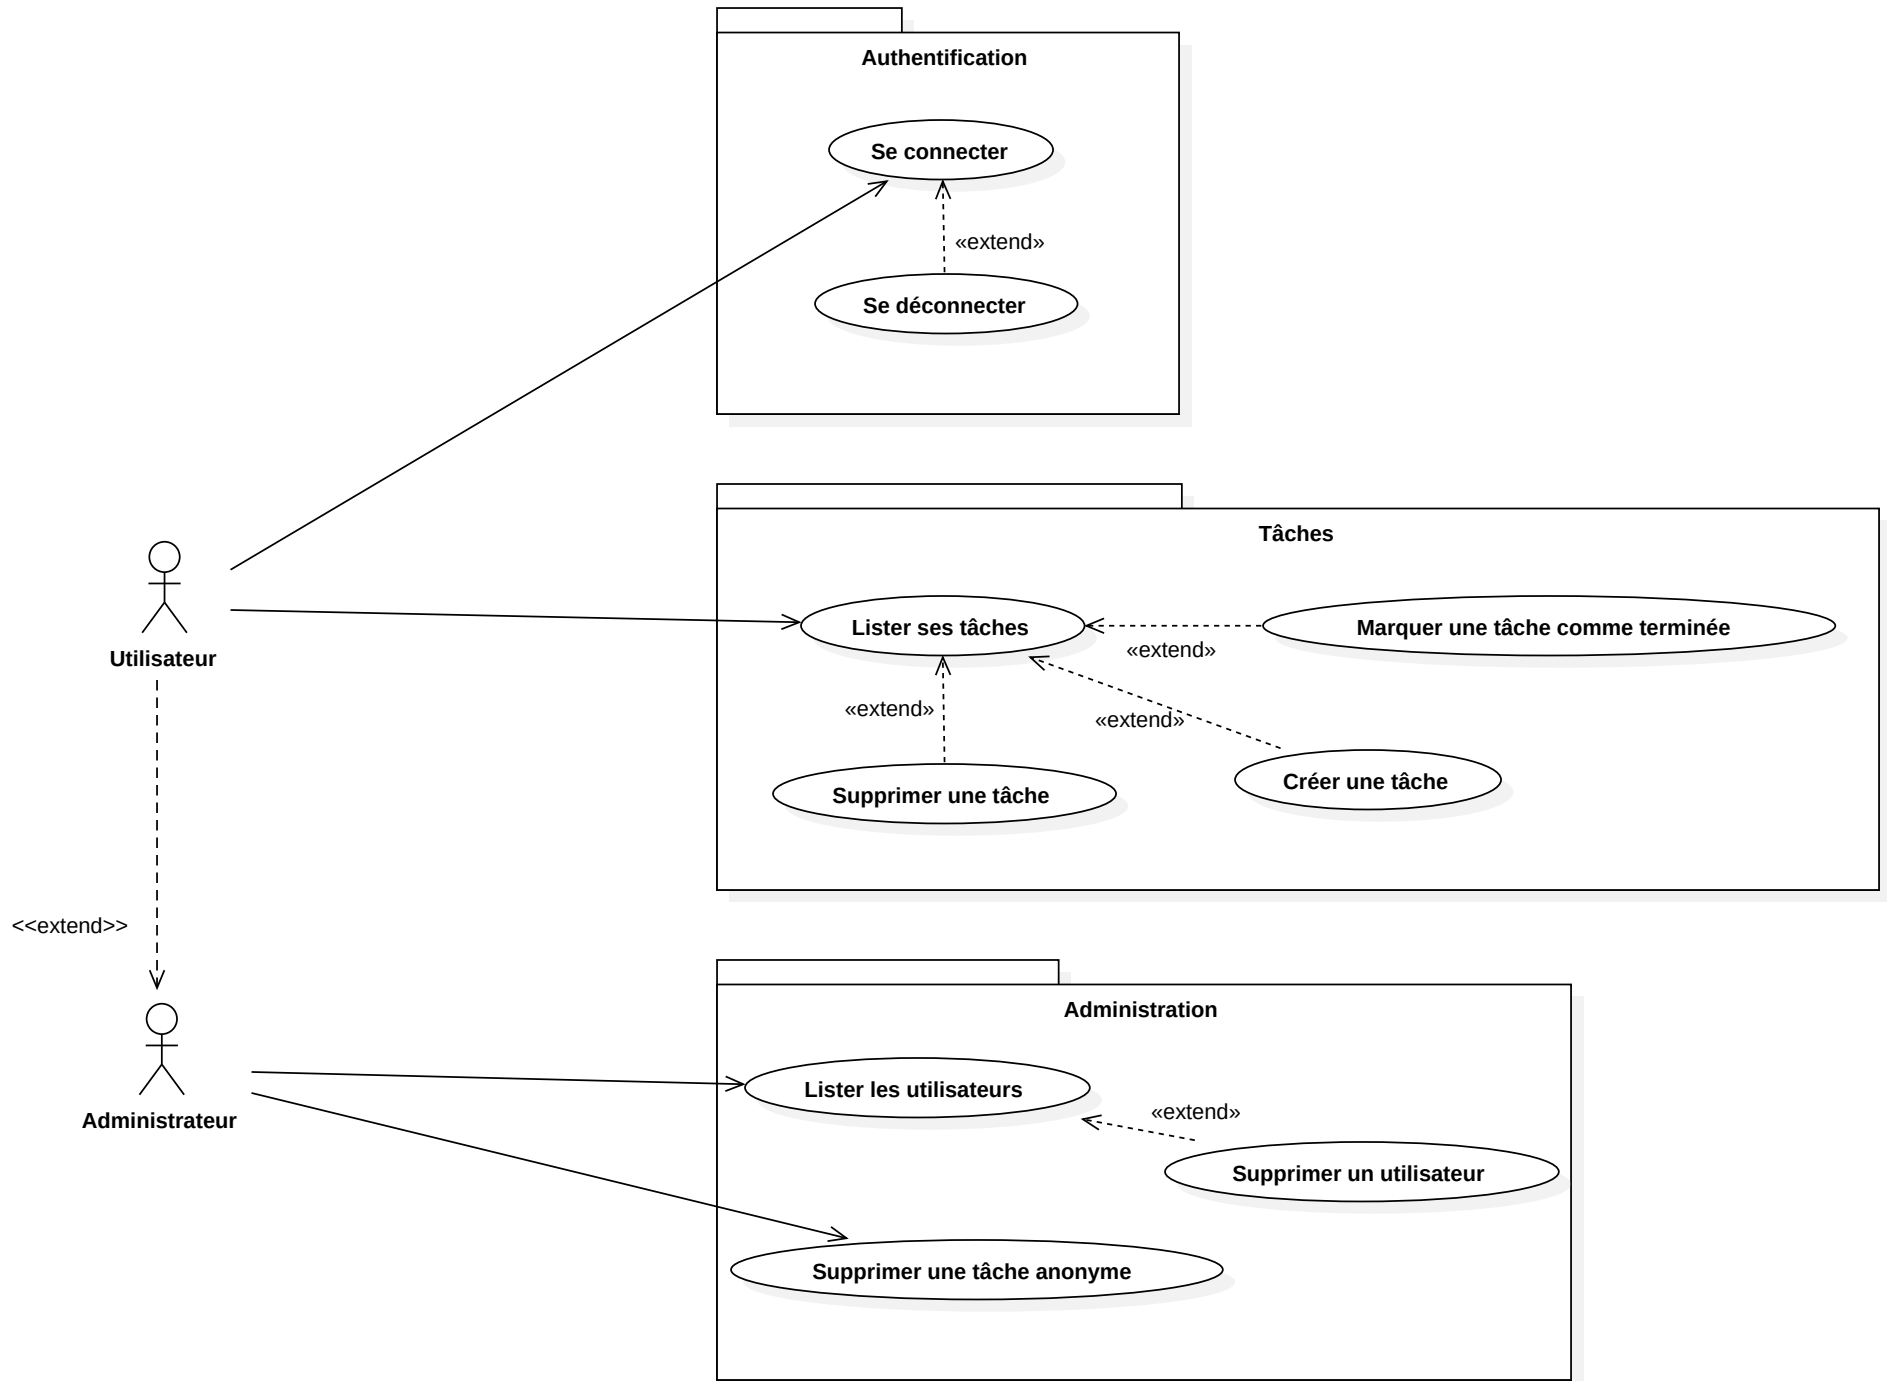 Authentification
Se connecter
«extend»
Se déconnecter
Utilisateur
<<extend>>
Administrateur
Tâches
Lister ses tâches
Marquer une tâche comme terminée
«extend»
«extend»
«extend»
Supprimer une tâche
Créer une tâche
Administration
Lister les utilisateurs
«extend»
Supprimer un utilisateur
Supprimer une tâche anonyme